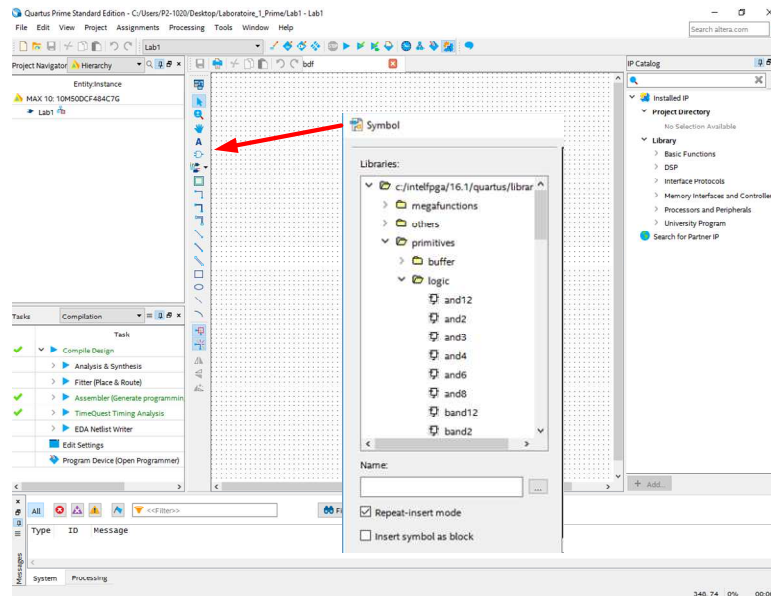 Quartus Prime Standard Edition - C:/Users/P2-1020/Desktop/Laboratoire_1_Prime/Lab1 - Lab1
File Edit View Project Assignments Processing Tools Window Help
Search altera.com
Lab1
Project Navigator Hierarchy
bdf
IP Catalog
Entity:Instance
MAX 10: 10M50DCF484C7G
Lab1
Installed IP
Project Directory
No Selection Available
Library
Basic Functions
DSP
Interface Protocols
Memory Interfaces and Controller
Processors and Peripherals
University Program
Search for Partner IP
+ Add...
Symbol
Libraries:
c:/intelfpga/16.1/quartus/librar
megafunctions
others
primitives
buffer
logic
and12
and2
and3
and4
and6
and8
band12
band2
Name:
...
Repeat-insert mode
Insert symbol as block
Tasks Compilation
Task
Compile Design
Analysis & Synthesis
Fitter (Place & Route)
Assembler (Generate programmin
TimeQuest Timing Analysis
EDA Netlist Writer
Edit Settings
Program Device (Open Programmer)
All <<Filter>> Fi
Type ID Message
Messages
System Processing
348, 74 0% 00:0